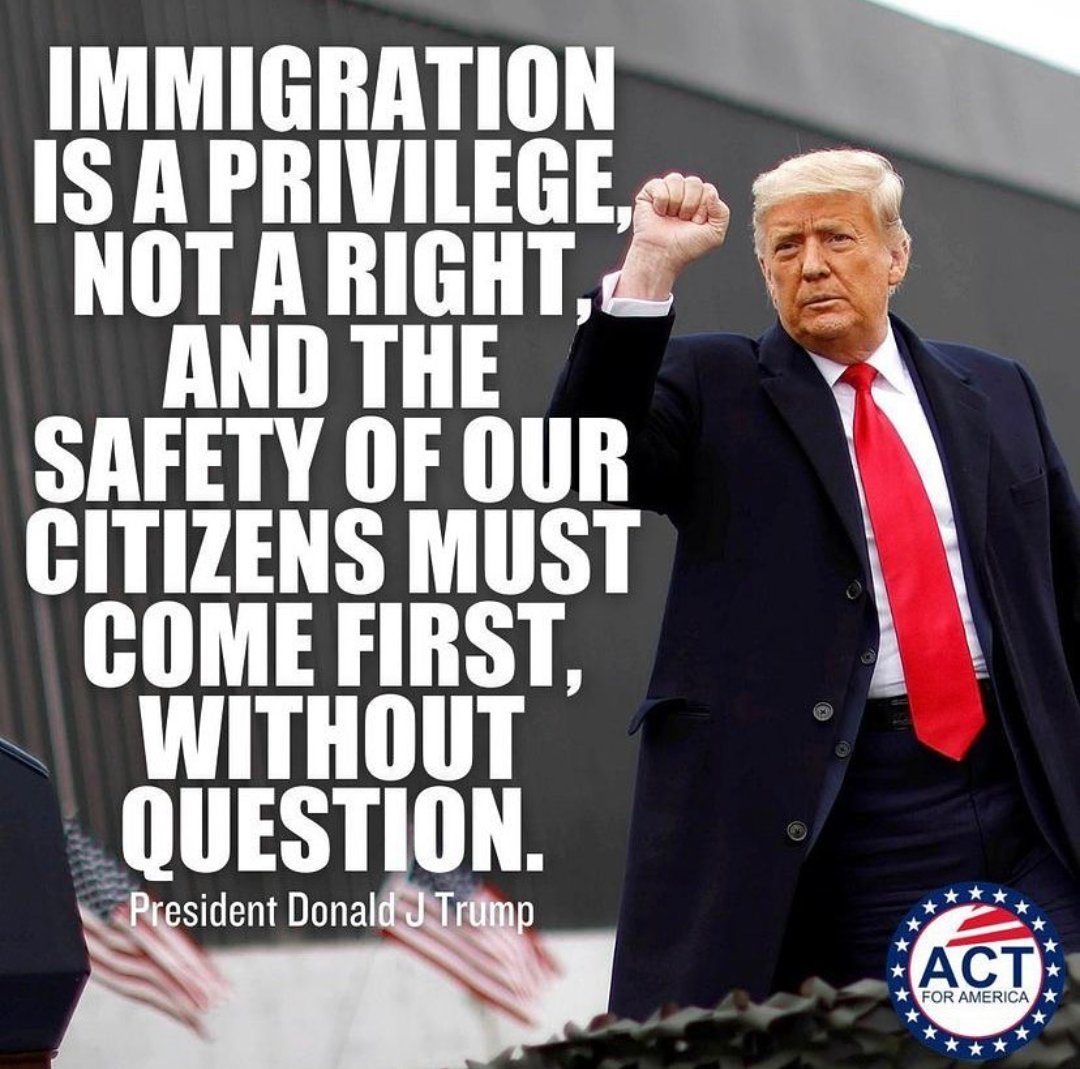 IMMIGRATION
IS A PRIVILEGE,
NOT A RIGHT,
AND THE
SAFETY OF OUR
CITIZENS MUST
COME FIRST,
WITHOUT
QUESTION.
President Donald J Trump
ACT
FOR AMERICA